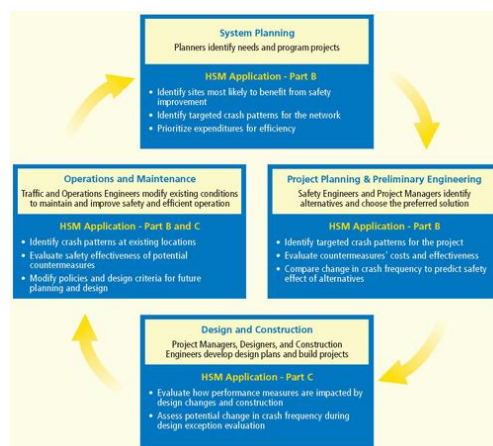 System Planning
Planners identify needs and program projects
HSM Application - Part B
• Identify sites most likely to benefit from safety
improvement
• Identify targeted crash patterns for the network
• Prioritize expenditures for efficiency
Operations and Maintenance
Traffic and Operations Engineers modify existing conditions
to maintain and improve safety and efficient operation
HSM Application - Part B and C
• Identify crash patterns at existing locations
• Evaluate safety effectiveness of potential
countermeasures
• Modify policies and design criteria for future
planning and design
Project Planning & Preliminary Engineering
Safety Engineers and Project Managers identify
alternatives and choose the preferred solution
HSM Application - Part B
• Identify targeted crash patterns for the project
• Evaluate countermeasures' costs and effectiveness
• Compare change in crash frequency to predict safety
effect of alternatives
Design and Construction
Project Managers, Designers, and Construction
Engineers develop design plans and build projects
HSM Application - Part C
• Evaluate how performance measures are impacted by
design changes and construction
• Assess potential change in crash frequency during
design exception evaluation